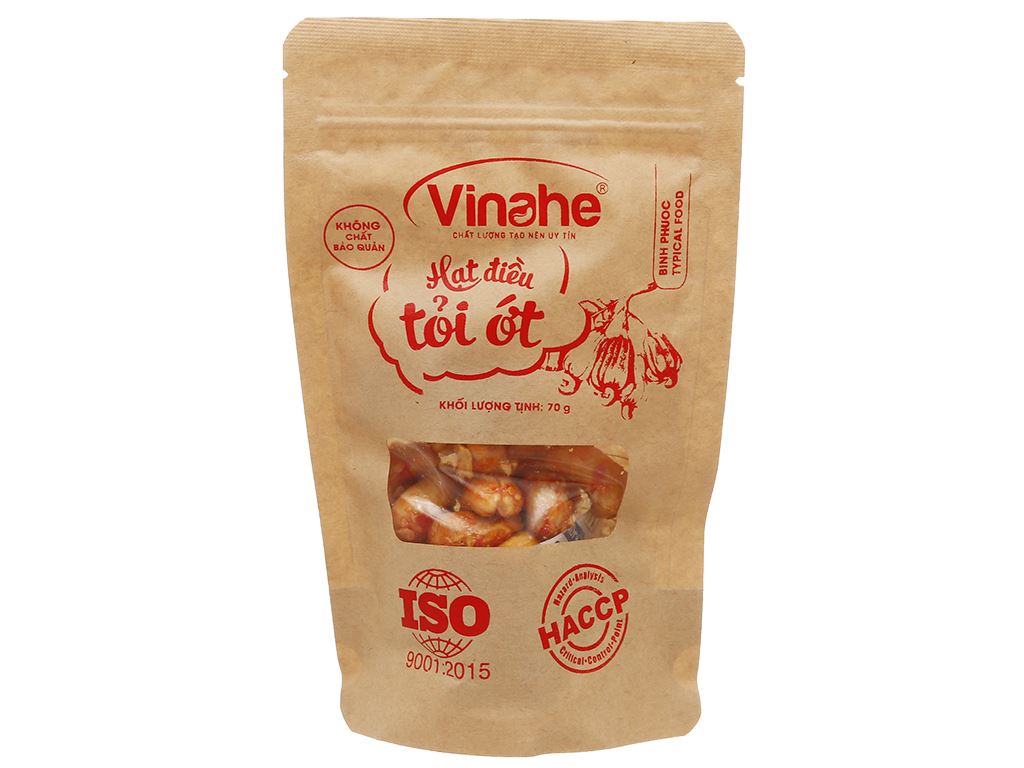 Vinahe®
CHẤT LƯỢNG TẠO NÊN UY TÍN
KHÔNG
CHẤT
BẢO QUẢN
BINH PHUOC
TYPICAL FOOD
Hạt điều
tỏi ớt
KHỐI LƯỢNG TỊNH: 70 g
ISO
9001:2015
Hazard•Analysis
HACCP
Critical•Control•Point